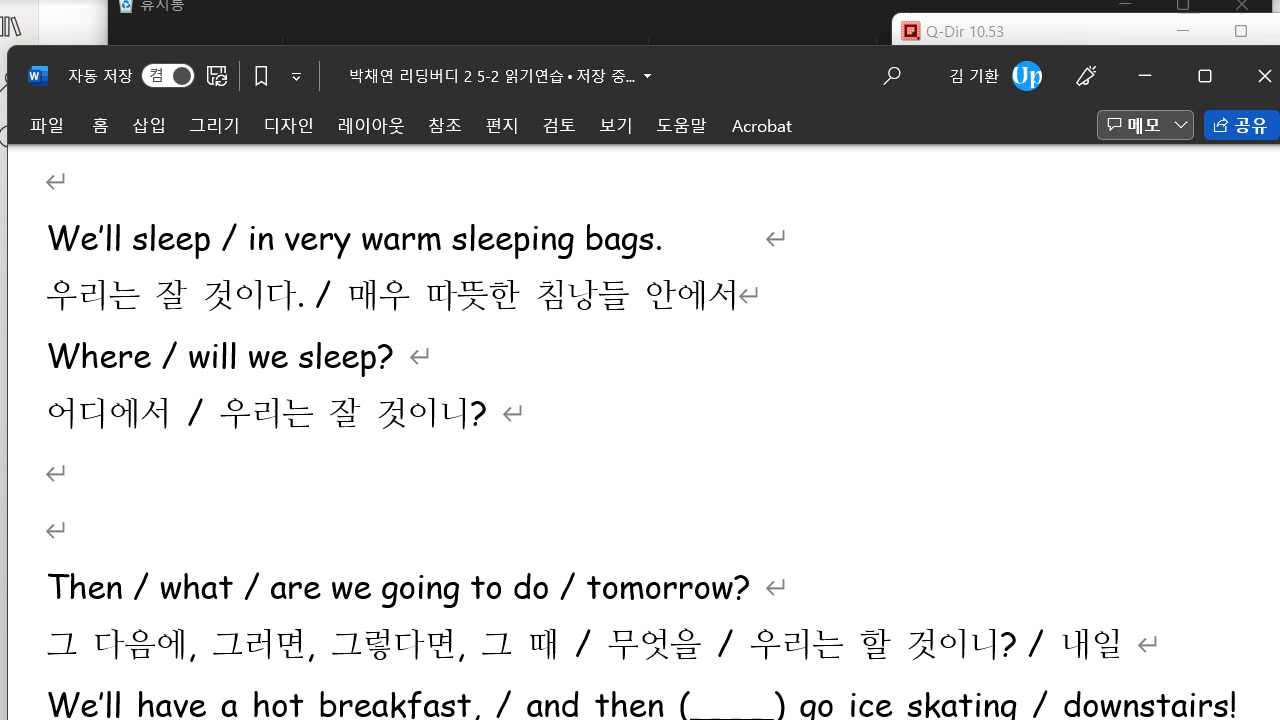 휴지통
Q-Dir 10.53
자동 저장 켬 박채연 리딩버디 2 5-2 읽기연습 • 저장 중... 김 기환 Up
파일 홈 삽입 그리기 디자인 레이아웃 참조 편지 검토 보기 도움말 Acrobat 메모 공유
We'll sleep / in very warm sleeping bags.
우리는 잘 것이다. / 매우 따뜻한 침낭들 안에서
Where / will we sleep?
어디에서 / 우리는 잘 것이니?
Then / what / are we going to do / tomorrow?
그 다음에, 그러면, 그렇다면, 그 때 / 무엇을 / 우리는 할 것이니? / 내일
We'll have a hot breakfast, / and then (____) go ice skating / downstairs!